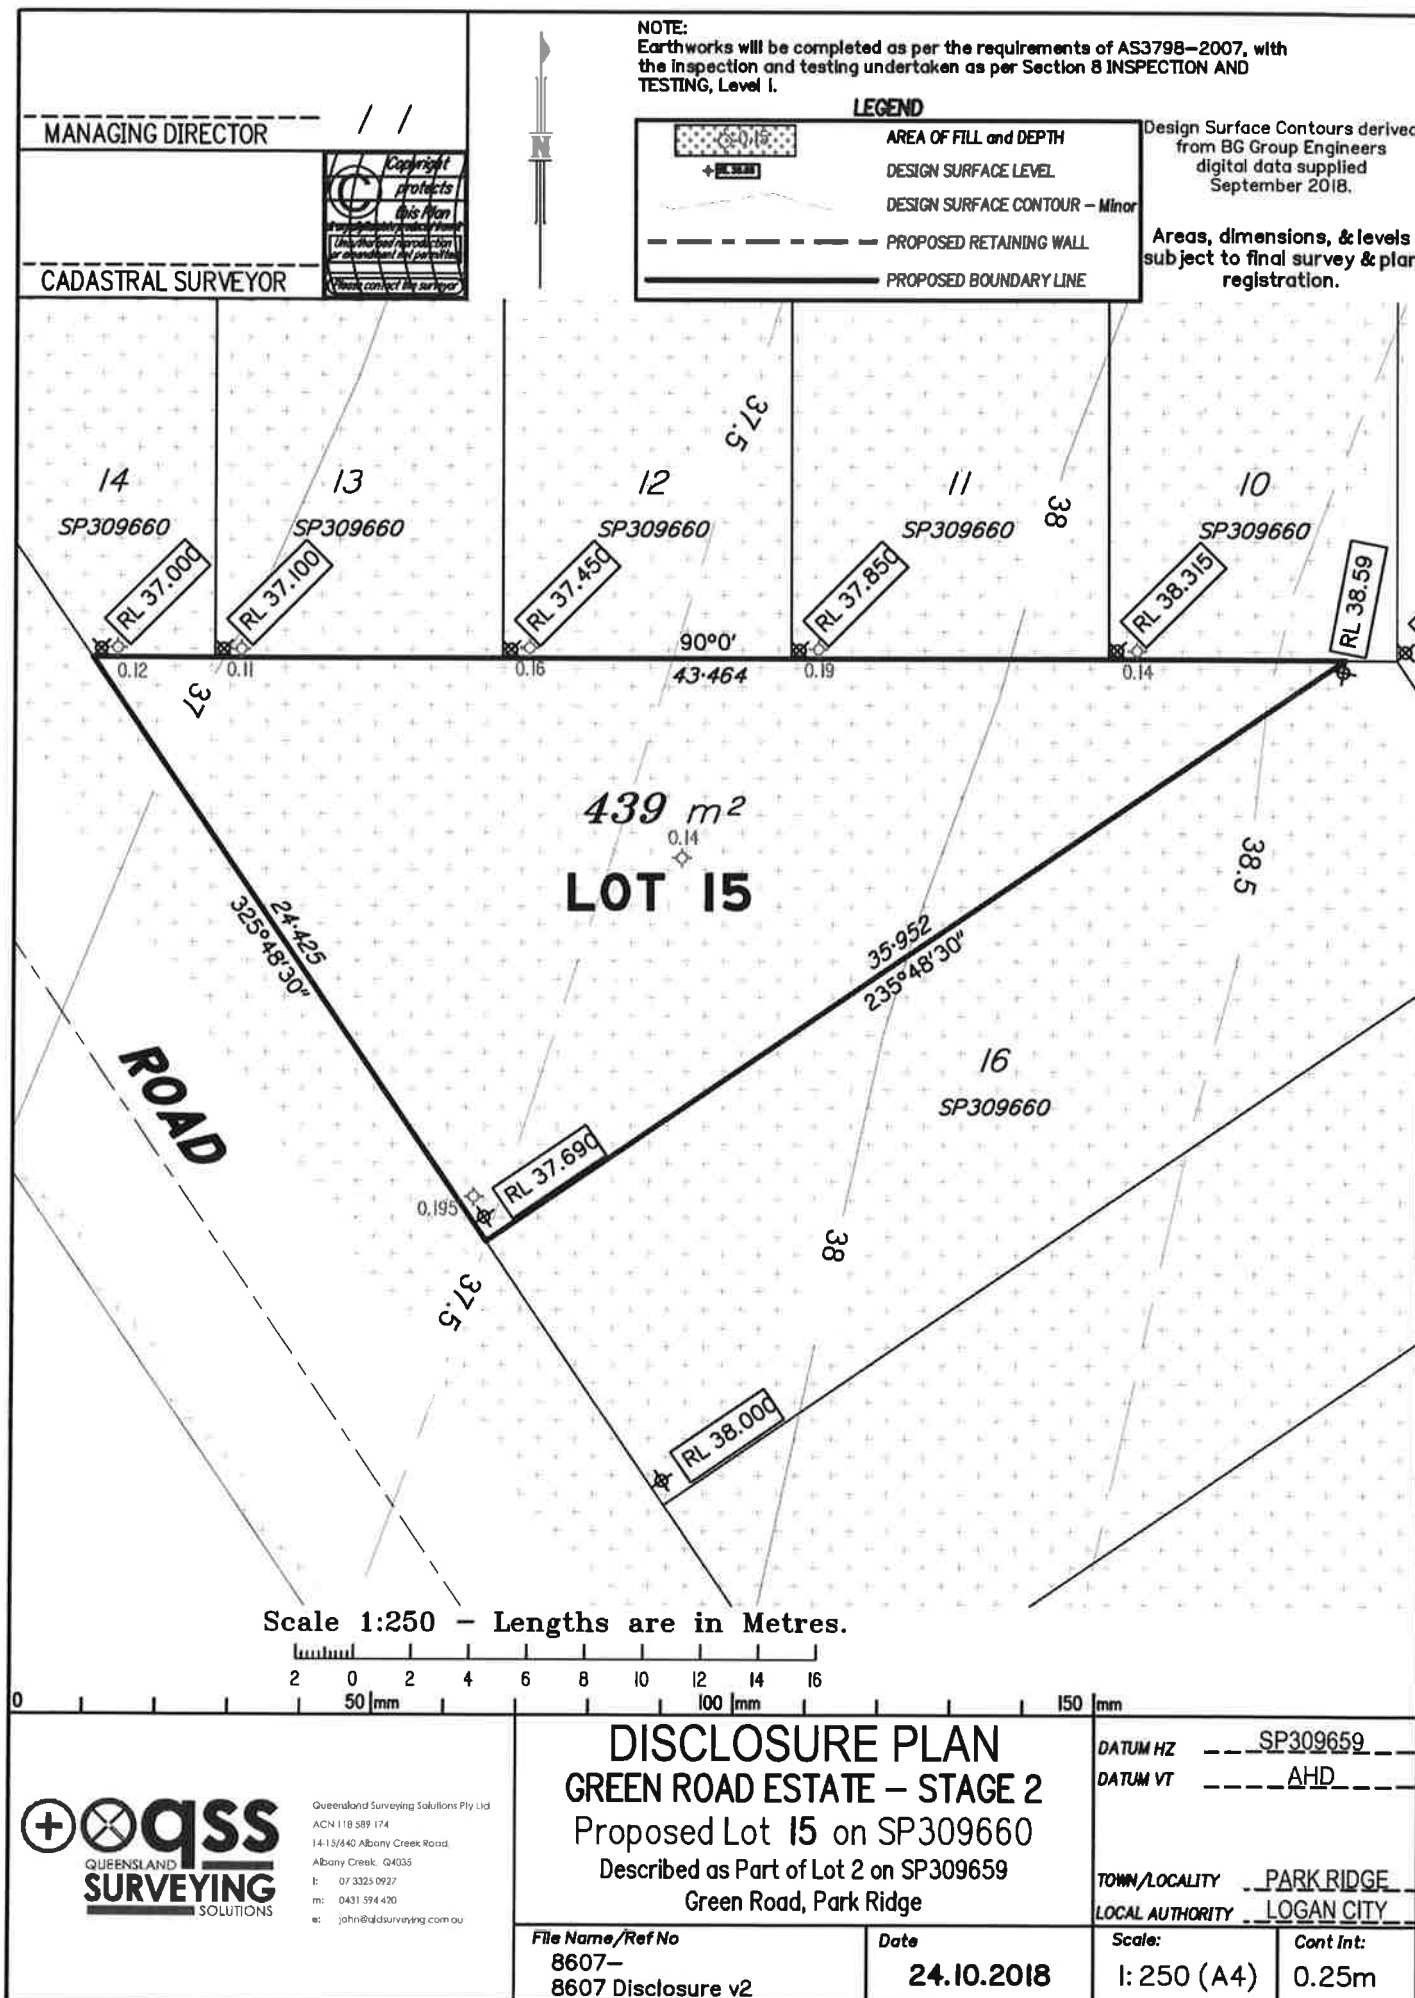 NOTE:
Earthworks will be completed as per the requirements of AS3798-2007, with
the inspection and testing undertaken as per Section 8 INSPECTION AND
TESTING, Level 1.
MANAGING DIRECTOR / /
CADASTRAL SURVEYOR
Copyright
protects
this Plan
Unauthorised reproduction
or amendment not permitted
Please contact the surveyor
N
LEGEND
AREA OF FILL and DEPTH
DESIGN SURFACE LEVEL
DESIGN SURFACE CONTOUR - Minor
PROPOSED RETAINING WALL
PROPOSED BOUNDARY LINE
Design Surface Contours derived
from BG Group Engineers
digital data supplied
September 2018.
Areas, dimensions, & levels
subject to final survey & plan
registration.
37.5
14
SP309660
13
SP309660
12
SP309660
11
SP309660
10
SP309660
38
RL 37.000
RL 37.100
RL 37.450
RL 37.850
RL 38.315
RL 38.59
90°0'
43·464
0.12
0.11
0.16
0.19
0.14
37
439 m²
0.14
LOT 15
38.5
24·425
325°48'30"
35·952
235°48'30"
ROAD
16
SP309660
RL 37.690
0.195
38
37.5
RL 38.000
Scale 1:250 - Lengths are in Metres.
2 0 2 4 6 8 10 12 14 16
0 50 mm 100 mm 150 mm
qss
QUEENSLAND
SURVEYING
SOLUTIONS
Queensland Surveying Solutions Pty Ltd
ACN 118 589 174
14-15/640 Albany Creek Road,
Albany Creek, Q4035
t: 07 3325 0927
m: 0431 594 420
e: john@qldsurveying.com.au
DISCLOSURE PLAN
GREEN ROAD ESTATE - STAGE 2
Proposed Lot 15 on SP309660
Described as Part of Lot 2 on SP309659
Green Road, Park Ridge
DATUM HZ SP309659
DATUM VT AHD
TOWN/LOCALITY PARK RIDGE
LOCAL AUTHORITY LOGAN CITY
File Name/Ref No
8607-
8607 Disclosure v2
Date
24.10.2018
Scale:
1: 250 (A4)
Cont Int:
0.25m